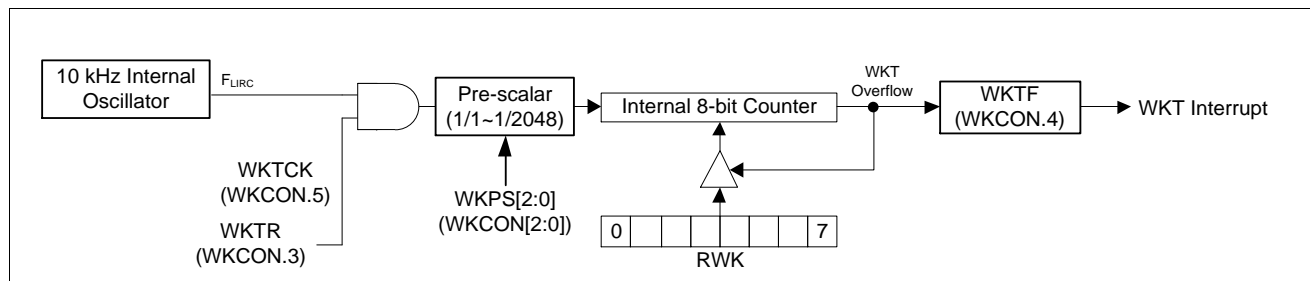 10 kHz Internal
Oscillator
FLIRC
WKTCK
(WKCON.5)
WKTR
(WKCON.3)
Pre-scalar
(1/1~1/2048)
WKPS[2:0]
(WKCON[2:0])
Internal 8-bit Counter
0
7
RWK
WKT
Overflow
WKTF
(WKCON.4)
WKT Interrupt